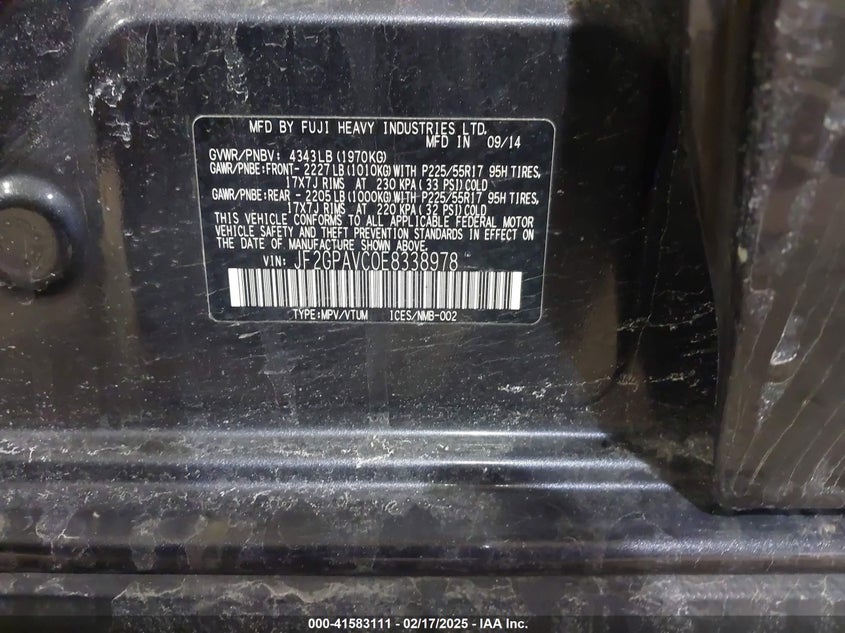 MFD BY FUJI HEAVY INDUSTRIES LTD.
MFD IN 09/14
GVWR/PNBV: 4343LB(1970KG)
GAWR/PNBE:FRONT- 2227LB(1010KG)WITH P225/55R17 95H TIRES,
17X7J RIMS AT 230 KPA(33 PSI)COLD
GAWR/PNBE:REAR - 2205LB(1000KG)WITH P225/55R17 95H TIRES,
17X7J RIMS AT 220 KPA(32 PSI)COLD
THIS VEHICLE CONFORMS TO ALL APPLICABLE FEDERAL MOTOR
VEHICLE SAFETY AND THEFT PREVENTION STANDARDS IN EFFECT ON
THE DATE OF MANUFACTURE SHOWN ABOVE.
VIN: JF2GPAVC0E8338978
TYPE:MPV/VTUM ICES/NMB-002
000-41583111 - 02/17/2025 - IAA Inc.